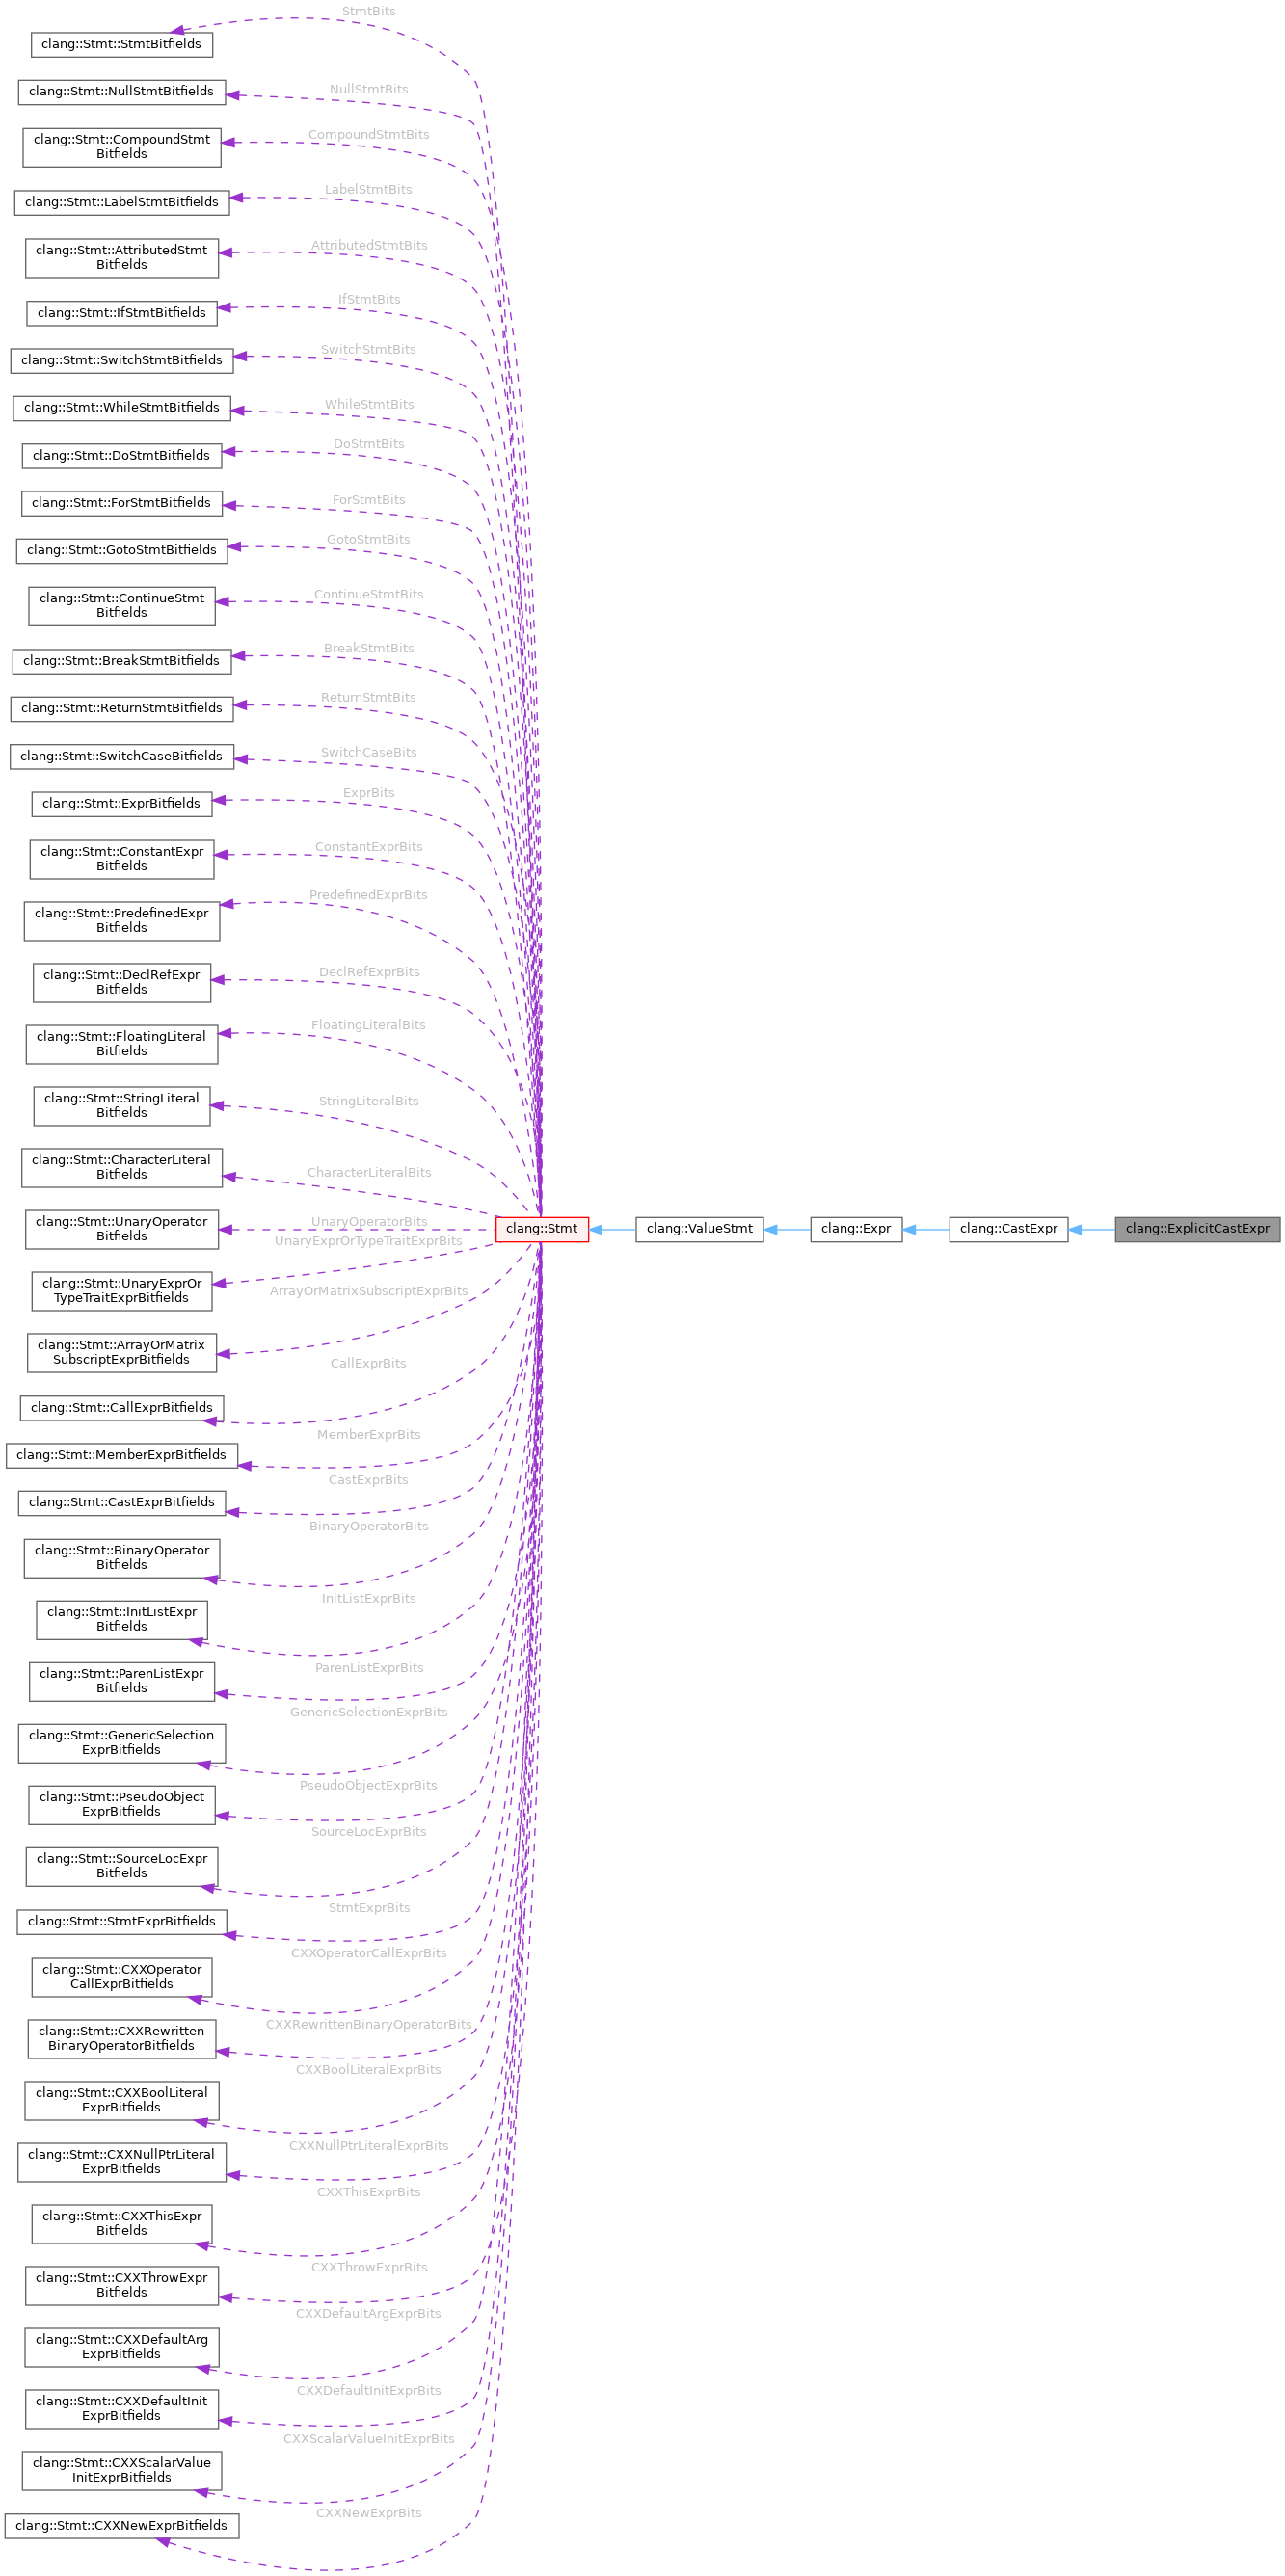 StmtBits
clang::Stmt::StmtBitfields
NullStmtBits
clang::Stmt::NullStmtBitfields
CompoundStmtBits
clang::Stmt::CompoundStmt
Bitfields
LabelStmtBits
clang::Stmt::LabelStmtBitfields
AttributedStmtBits
clang::Stmt::AttributedStmt
Bitfields
IfStmtBits
clang::Stmt::IfStmtBitfields
SwitchStmtBits
clang::Stmt::SwitchStmtBitfields
WhileStmtBits
clang::Stmt::WhileStmtBitfields
DoStmtBits
clang::Stmt::DoStmtBitfields
ForStmtBits
clang::Stmt::ForStmtBitfields
GotoStmtBits
clang::Stmt::GotoStmtBitfields
ContinueStmtBits
clang::Stmt::ContinueStmt
Bitfields
BreakStmtBits
clang::Stmt::BreakStmtBitfields
ReturnStmtBits
clang::Stmt::ReturnStmtBitfields
SwitchCaseBits
clang::Stmt::SwitchCaseBitfields
ExprBits
clang::Stmt::ExprBitfields
ConstantExprBits
clang::Stmt::ConstantExpr
Bitfields
PredefinedExprBits
clang::Stmt::PredefinedExpr
Bitfields
DeclRefExprBits
clang::Stmt::DeclRefExpr
Bitfields
FloatingLiteralBits
clang::Stmt::FloatingLiteral
Bitfields
StringLiteralBits
clang::Stmt::StringLiteral
Bitfields
CharacterLiteralBits
clang::Stmt::CharacterLiteral
Bitfields
UnaryOperatorBits
clang::Stmt::UnaryOperator
Bitfields
clang::Stmt
clang::ValueStmt
clang::Expr
clang::CastExpr
clang::ExplicitCastExpr
UnaryExprOrTypeTraitExprBits
clang::Stmt::UnaryExprOr
TypeTraitExprBitfields
ArrayOrMatrixSubscriptExprBits
clang::Stmt::ArrayOrMatrix
SubscriptExprBitfields
CallExprBits
clang::Stmt::CallExprBitfields
MemberExprBits
clang::Stmt::MemberExprBitfields
CastExprBits
clang::Stmt::CastExprBitfields
BinaryOperatorBits
clang::Stmt::BinaryOperator
Bitfields
InitListExprBits
clang::Stmt::InitListExpr
Bitfields
ParenListExprBits
clang::Stmt::ParenListExpr
Bitfields
GenericSelectionExprBits
clang::Stmt::GenericSelection
ExprBitfields
PseudoObjectExprBits
clang::Stmt::PseudoObject
ExprBitfields
SourceLocExprBits
clang::Stmt::SourceLocExpr
Bitfields
StmtExprBits
clang::Stmt::StmtExprBitfields
CXXOperatorCallExprBits
clang::Stmt::CXXOperator
CallExprBitfields
CXXRewrittenBinaryOperatorBits
clang::Stmt::CXXRewritten
BinaryOperatorBitfields
CXXBoolLiteralExprBits
clang::Stmt::CXXBoolLiteral
ExprBitfields
CXXNullPtrLiteralExprBits
clang::Stmt::CXXNullPtrLiteral
ExprBitfields
CXXThisExprBits
clang::Stmt::CXXThisExpr
Bitfields
CXXThrowExprBits
clang::Stmt::CXXThrowExpr
Bitfields
CXXDefaultArgExprBits
clang::Stmt::CXXDefaultArg
ExprBitfields
CXXDefaultInitExprBits
clang::Stmt::CXXDefaultInit
ExprBitfields
CXXScalarValueInitExprBits
clang::Stmt::CXXScalarValue
InitExprBitfields
CXXNewExprBits
clang::Stmt::CXXNewExprBitfields